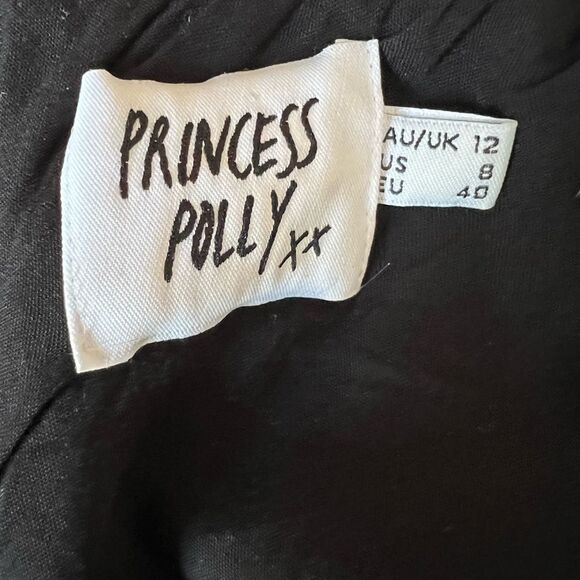 PRINCESS
POLLY xx
AU/UK 12
US 8
EU 40